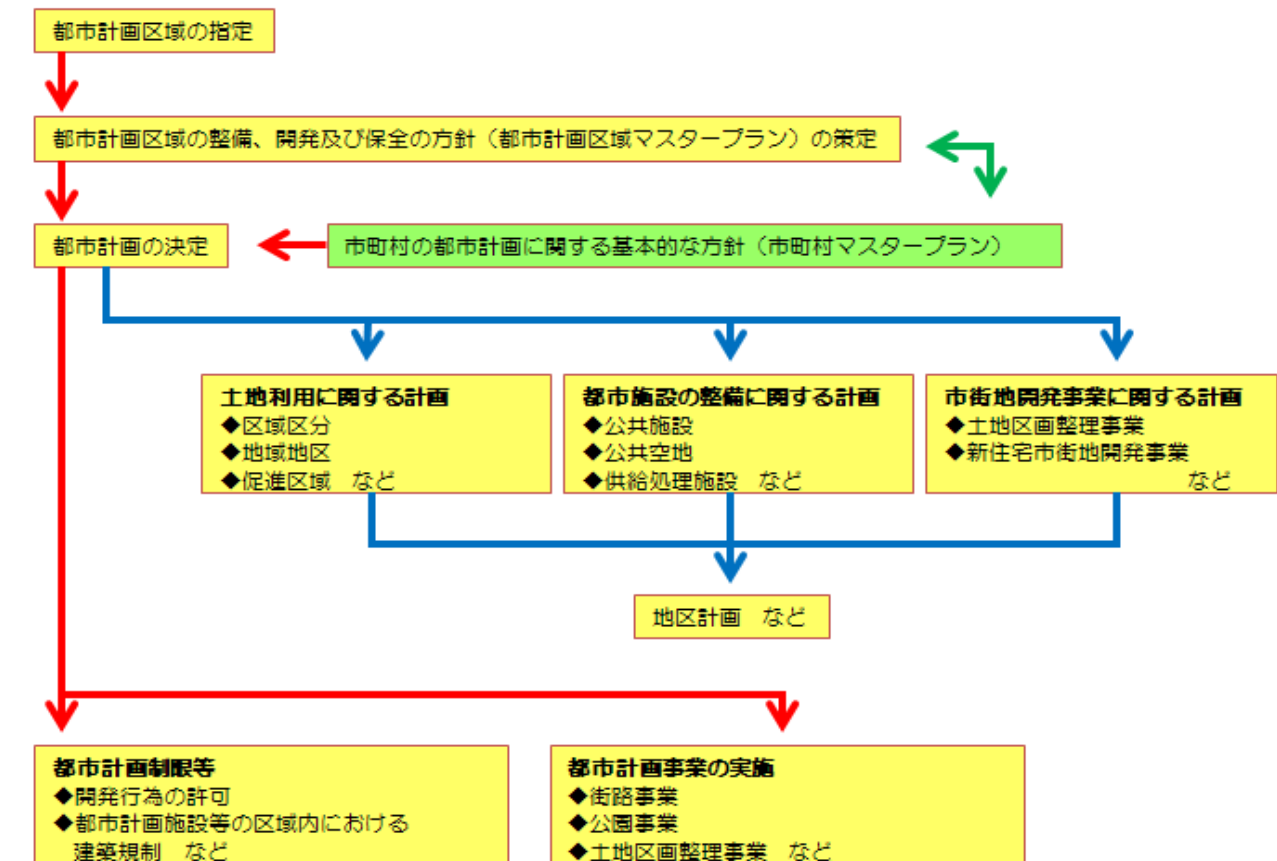 都市計画区域の指定
都市計画区域の整備、開発及び保全の方針（都市計画区域マスタープラン）の策定
都市計画の決定
市町村の都市計画に関する基本的な方針（市町村マスタープラン）
土地利用に関する計画
◆区域区分
◆地域地区
◆促進区域　など
都市施設の整備に関する計画
◆公共施設
◆公共空地
◆供給処理施設　など
市街地開発事業に関する計画
◆土地区画整理事業
◆新住宅市街地開発事業
など
地区計画　など
都市計画制限等
◆開発行為の許可
◆都市計画施設等の区域内における
建築規制　など
都市計画事業の実施
◆街路事業
◆公園事業
◆土地区画整理事業　など